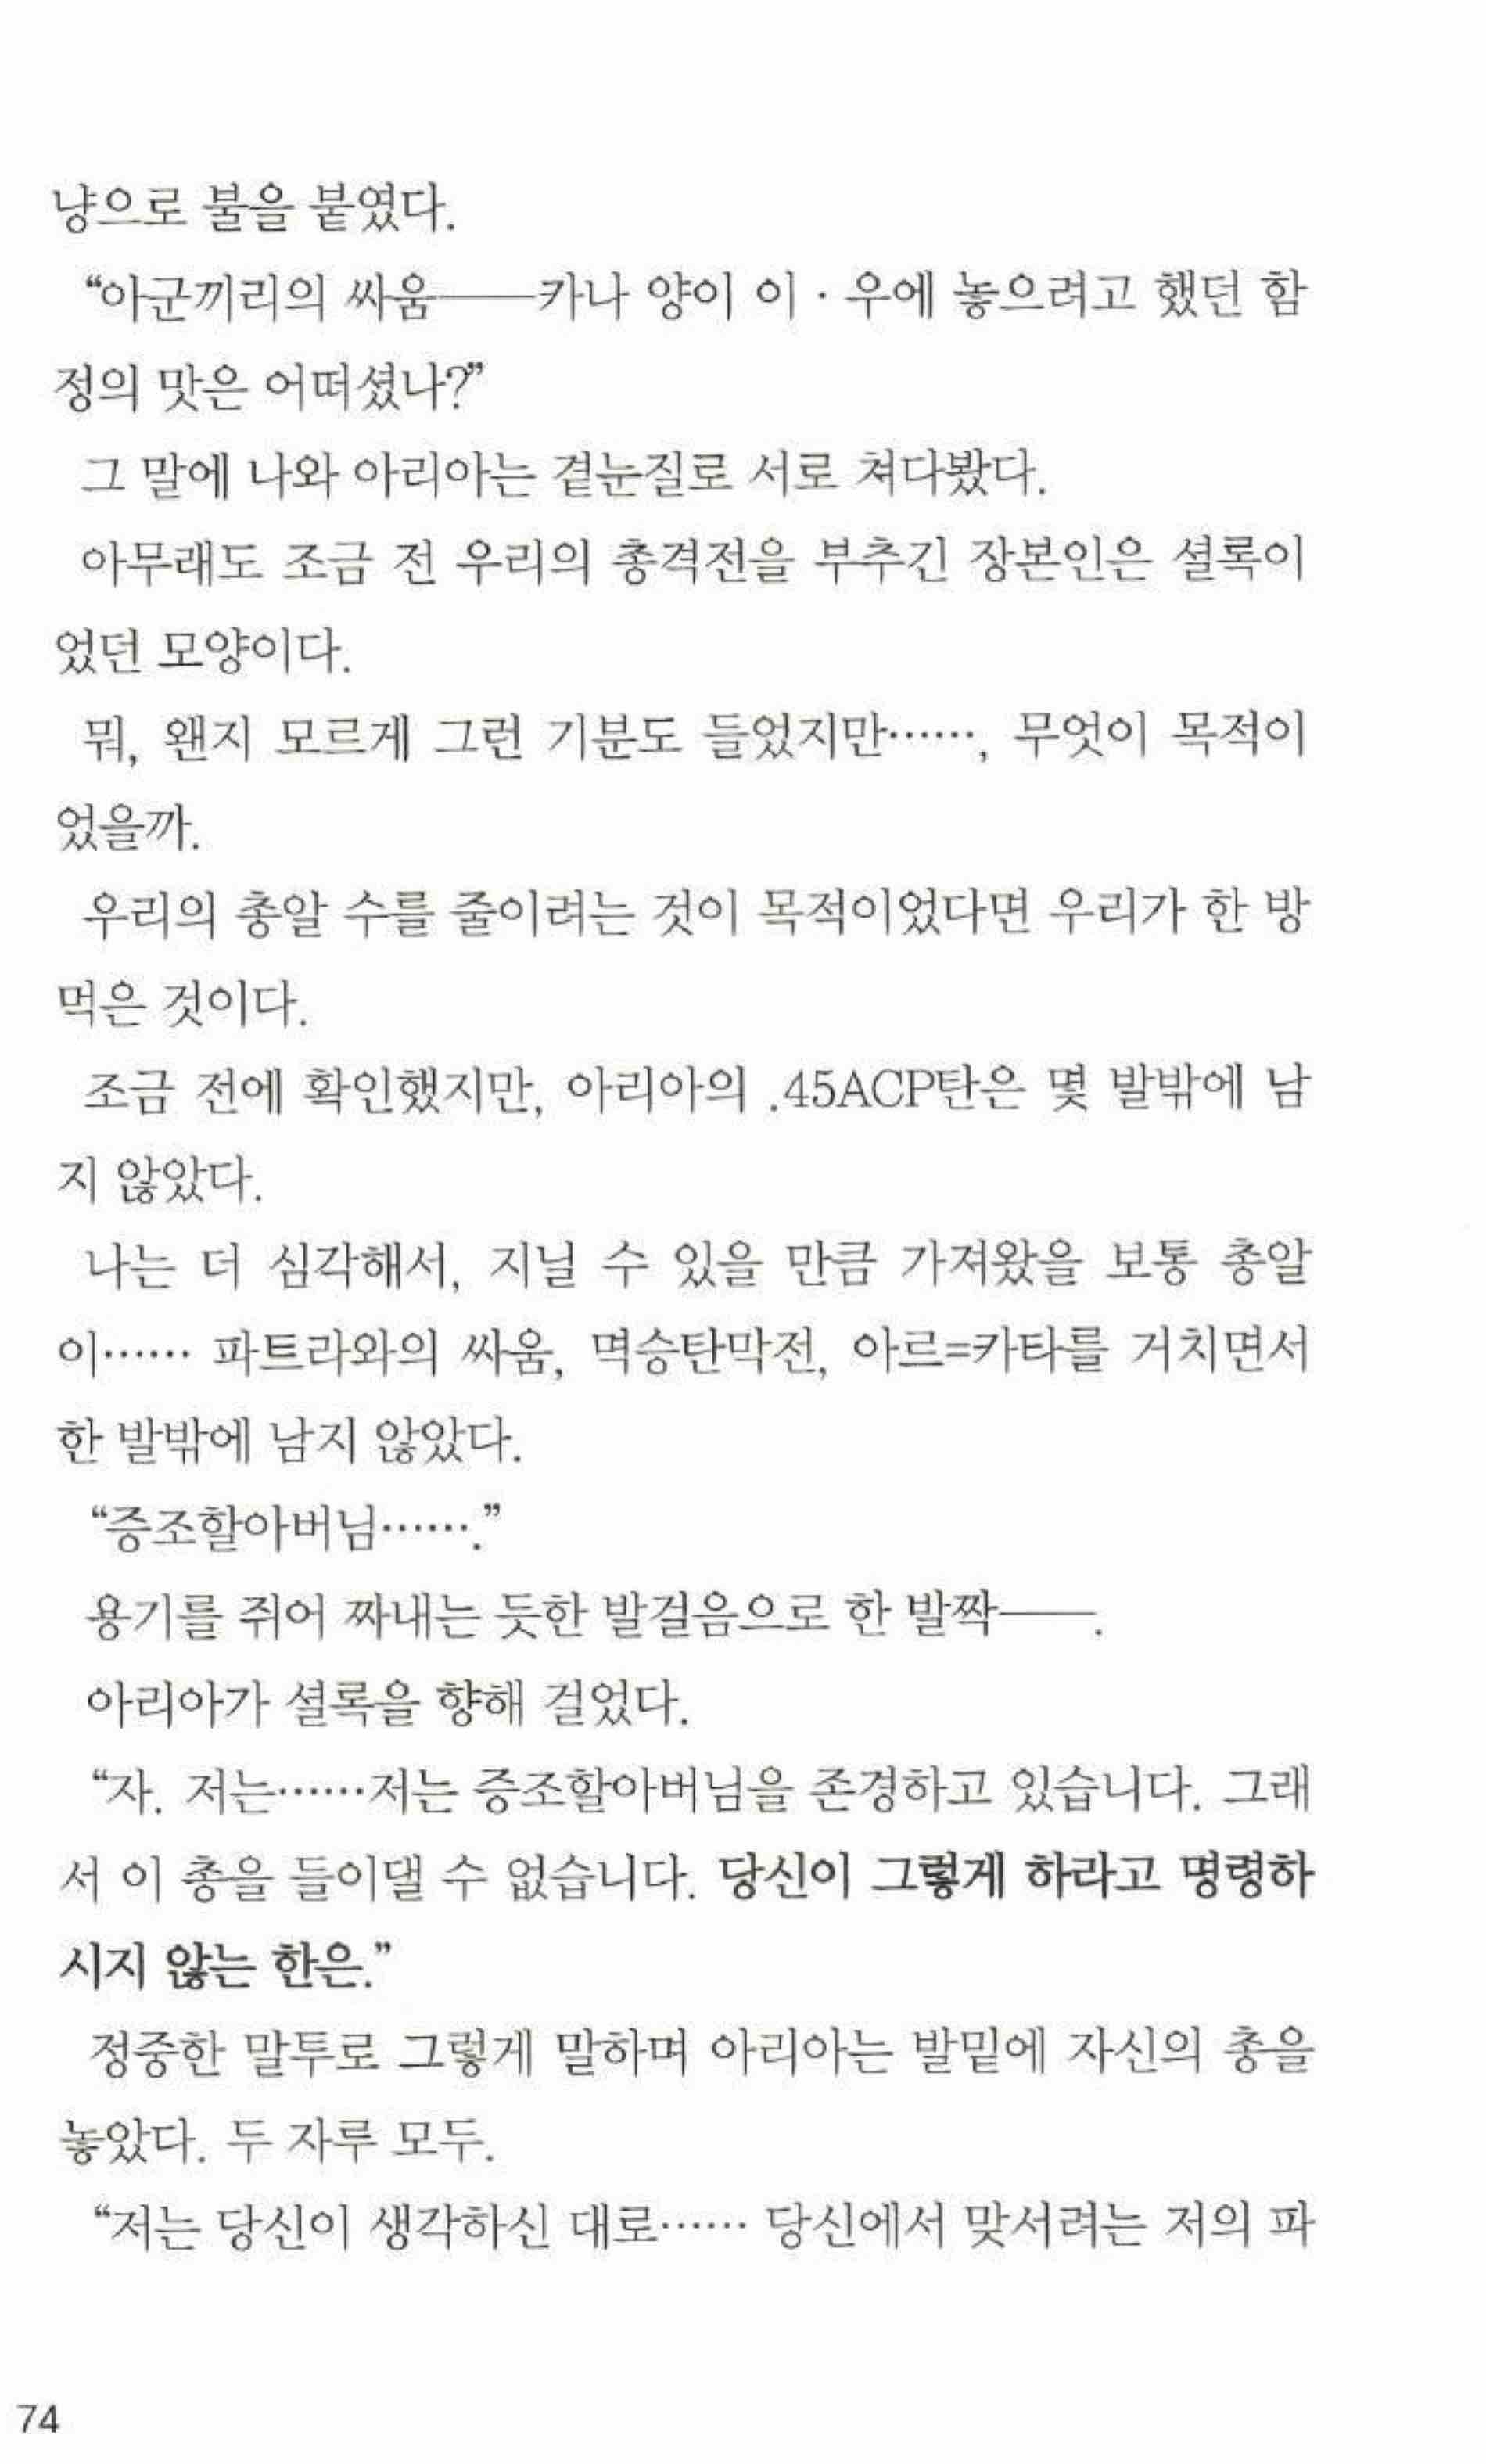 냥으로 불을 붙였다.
“아군끼리의 싸움──카나 양이 이 · 우에 놓으려고 했던 함
정의 맛은 어떠셨나?”
그 말에 나와 아리아는 곁눈질로 서로 쳐다봤다.
아무래도 조금 전 우리의 총격전을 부추긴 장본인은 셜록이
었던 모양이다.
뭐, 왠지 모르게 그런 기분도 들었지만……, 무엇이 목적이
었을까.
우리의 총알 수를 줄이려는 것이 목적이었다면 우리가 한 방
먹은 것이다.
조금 전에 확인했지만, 아리아의 .45ACP탄은 몇 발밖에 남
지 않았다.
나는 더 심각해서, 지닐 수 있을 만큼 가져왔을 보통 총알
이…… 파트라와의 싸움, 멱승탄막전, 아르=카타를 거치면서
한 발밖에 남지 않았다.
“증조할아버님…….”
용기를 쥐어 짜내는 듯한 발걸음으로 한 발짝──.
아리아가 셜록을 향해 걸었다.
“자. 저는……저는 증조할아버님을 존경하고 있습니다. 그래
서 이 총을 들이댈 수 없습니다. 당신이 그렇게 하라고 명령하
시지 않는 한은.”
정중한 말투로 그렇게 말하며 아리아는 발밑에 자신의 총을
놓았다. 두 자루 모두.
“저는 당신이 생각하신 대로…… 당신에서 맞서려는 저의 파
74